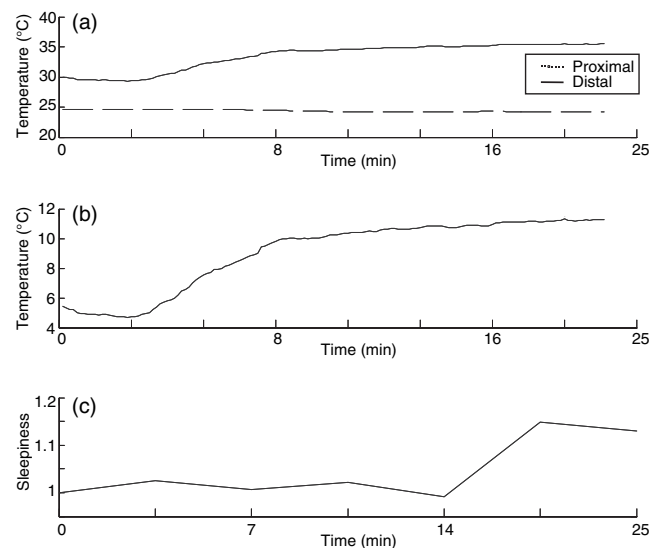 (a)
Temperature (°C)
40
35
30
25
20
Proximal
Distal
0 8 16 25
Time (min)
(b)
Temperature (°C)
12
10
8
6
4
0 8 16 25
Time (min)
(c)
Sleepiness
1.2
1.1
1
0 7 14 25
Time (min)